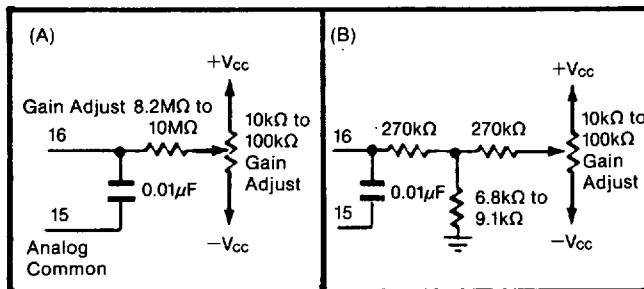 (A)
+VCC
Gain Adjust 8.2MΩ to
10MΩ
10kΩ to
100kΩ
Gain
Adjust
16
0.01µF
15
Analog
Common
−VCC
(B)
+VCC
10kΩ to
100kΩ
Gain
Adjust
270kΩ
270kΩ
16
0.01µF
6.8kΩ to
9.1kΩ
15
−VCC